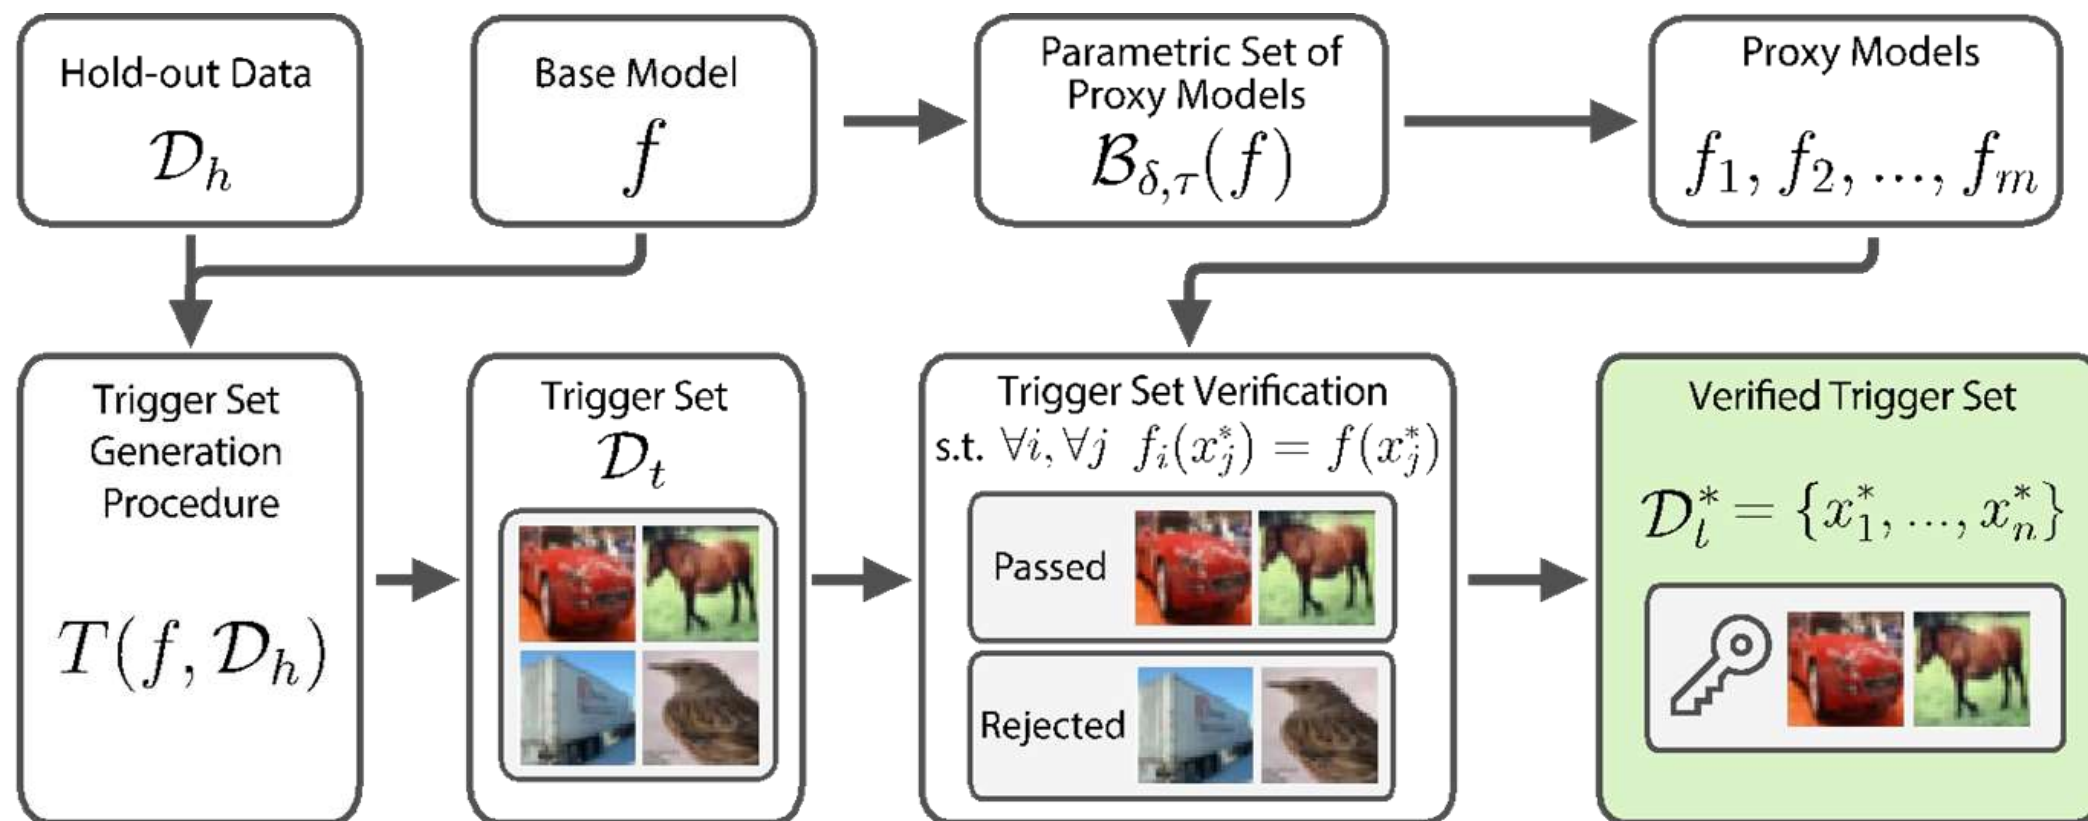 Hold-out Data
𝒟_h
Base Model
f
Parametric Set of
Proxy Models
ℬ_{δ,τ}(f)
Proxy Models
f_1, f_2, ..., f_m
Trigger Set
Generation
Procedure
T(f, 𝒟_h)
Trigger Set
𝒟_t
Trigger Set Verification
s.t. ∀i, ∀j f_i(x_j^*) = f(x_j^*)
Passed
Rejected
Verified Trigger Set
𝒟_t^* = {x_1^*, ..., x_n^*}